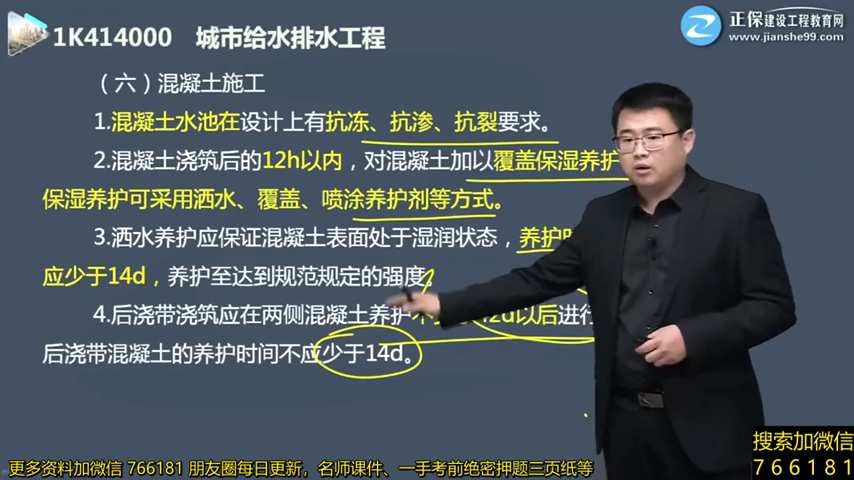 1K414000 城市给水排水工程
正保建设工程教育网
www.jianshe99.com
（六）混凝土施工
1.混凝土水池在设计上有抗冻、抗渗、抗裂要求。
2.混凝土浇筑后的12h以内，对混凝土加以覆盖保湿养护
保湿养护可采用洒水、覆盖、喷涂养护剂等方式。
3.洒水养护应保证混凝土表面处于湿润状态，养护
应少于14d，养护至达到规范规定的强度。
4.后浇带浇筑应在两侧混凝土养护不 42d以后进行
后浇带混凝土的养护时间不应少于14d。
搜索加微信
766181
更多资料加微信 766181 朋友圈每日更新，名师课件、一手考前绝密押题三页纸等